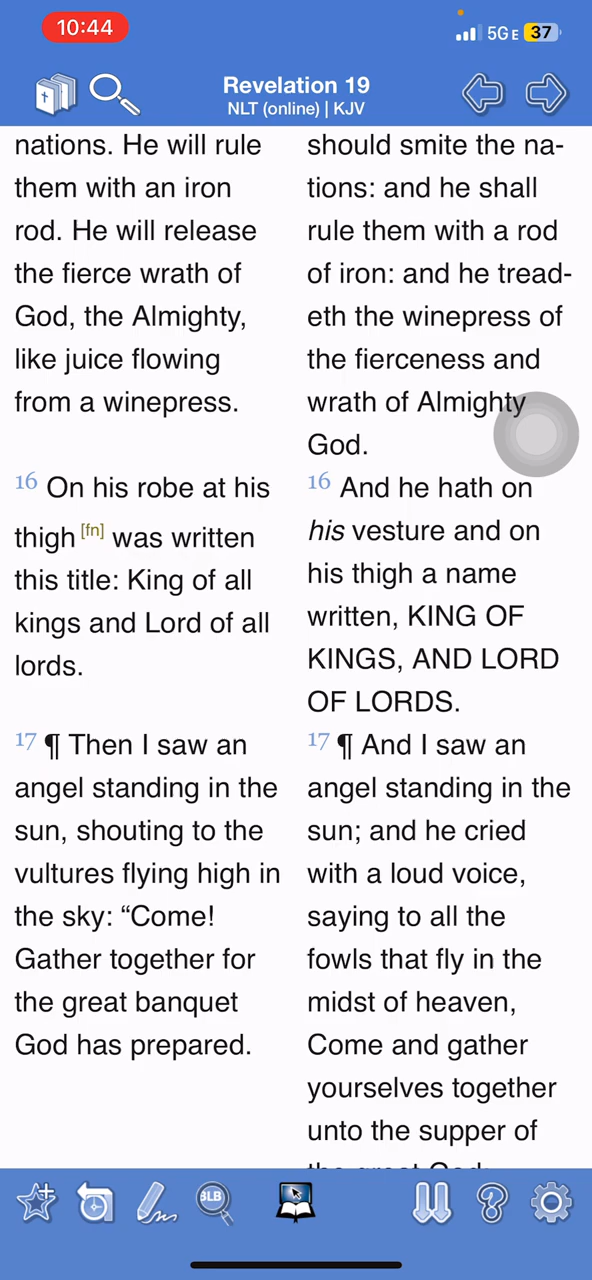 10:44
5GE 37
Revelation 19
NLT (online) | KJV
nations. He will rule
them with an iron
rod. He will release
the fierce wrath of
God, the Almighty,
like juice flowing
from a winepress.
16 On his robe at his
thigh [fn] was written
this title: King of all
kings and Lord of all
lords.
17 ¶ Then I saw an
angel standing in the
sun, shouting to the
vultures flying high in
the sky: “Come!
Gather together for
the great banquet
God has prepared.
should smite the na-
tions: and he shall
rule them with a rod
of iron: and he tread-
eth the winepress of
the fierceness and
wrath of Almighty
God.
16 And he hath on
his vesture and on
his thigh a name
written, KING OF
KINGS, AND LORD
OF LORDS.
17 ¶ And I saw an
angel standing in the
sun; and he cried
with a loud voice,
saying to all the
fowls that fly in the
midst of heaven,
Come and gather
yourselves together
unto the supper of
the great God
BLB